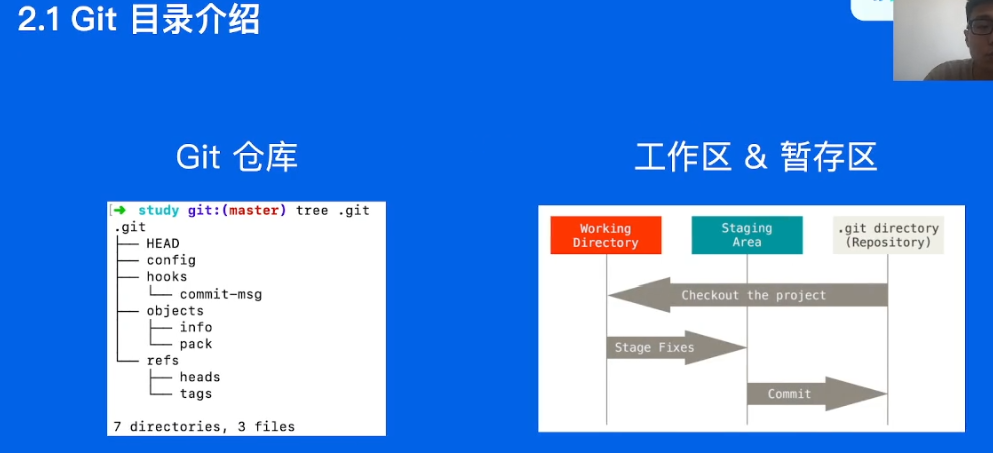 2.1 Git 目录介绍
Git 仓库
[➜ study git:(master) tree .git
.git
├── HEAD
├── config
├── hooks
│   └── commit-msg
├── objects
│   ├── info
│   └── pack
└── refs
    ├── heads
    └── tags
7 directories, 3 files
工作区 & 暂存区
Working
Directory
Staging
Area
.git directory
(Repository)
Checkout the project
Stage Fixes
Commit